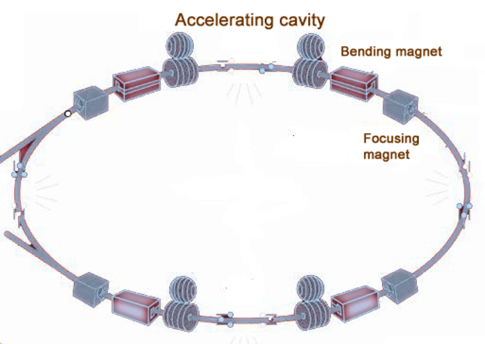 Accelerating cavity
Bending magnet
Focusing
magnet